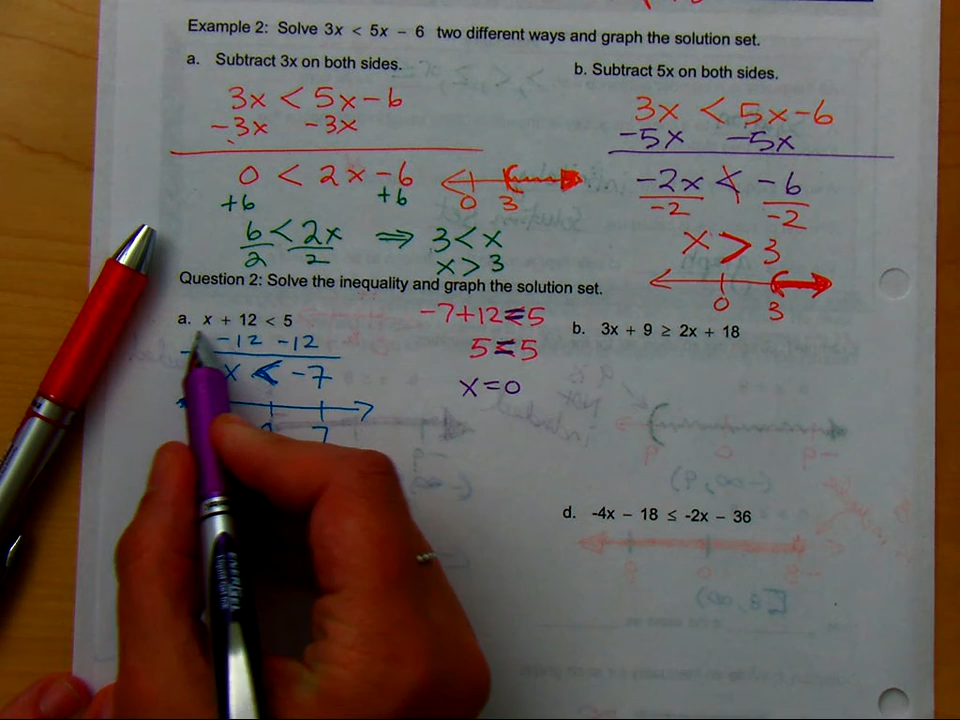 Example 2: Solve 3x < 5x − 6 two different ways and graph the solution set.
a. Subtract 3x on both sides.
3x < 5x-6
-3x -3x
0 < 2x-6
+6 +6
6 < 2x ⇒ 3 < x
2 2
x > 3
0 3
b. Subtract 5x on both sides.
3x < 5x-6
-5x -5x
-2x < -6
-2 -2
x > 3
0 3
Question 2: Solve the inequality and graph the solution set.
a. x + 12 < 5
-12 -12
x < -7
-7+12 < 5
5 < 5
x=0
b. 3x + 9 ≥ 2x + 18
d. -4x − 18 ≤ -2x − 36
ENERGEL